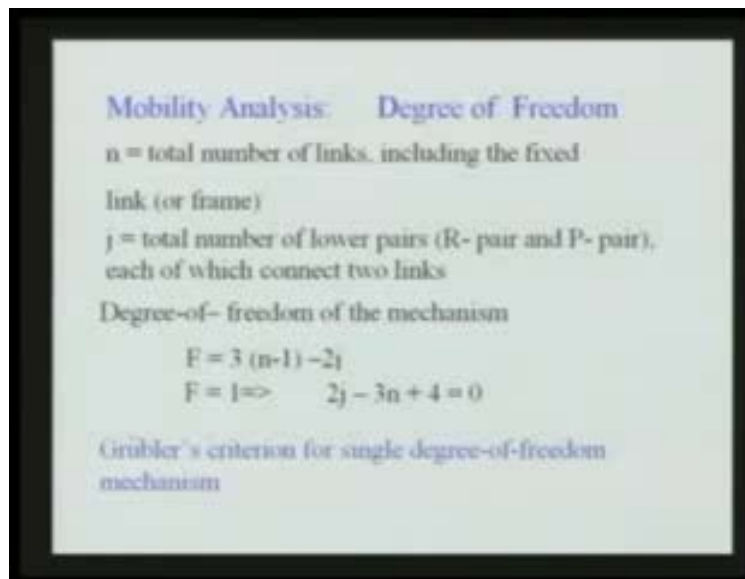 Mobility Analysis: Degree of Freedom
n = total number of links, including the fixed
link (or frame)
j = total number of lower pairs (R- pair and P- pair),
each of which connect two links
Degree-of– freedom of the mechanism
F = 3 (n-1) –2j
F = 1=> 2j – 3n + 4 = 0
Grübler's criterion for single degree-of-freedom
mechanism